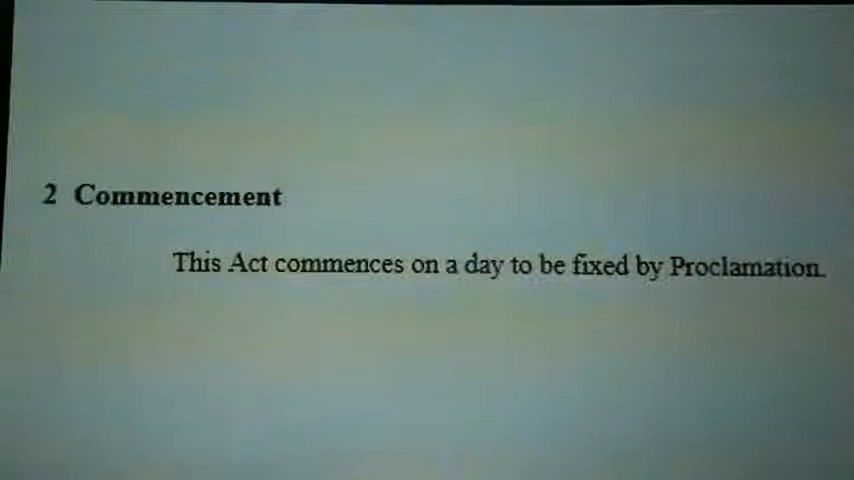 2 Commencement
This Act commences on a day to be fixed by Proclamation.